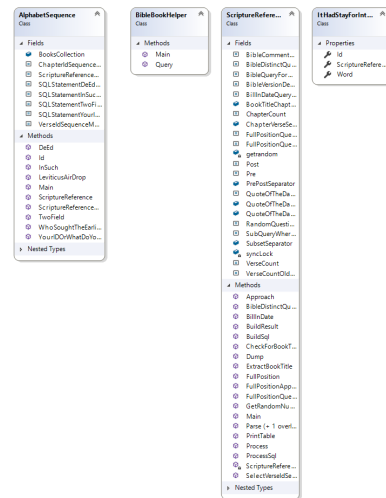 AlphabetSequence
Class
Fields
BooksCollection
ChapterIdSequence...
ScriptureReference...
SQLStatementDeEd...
SQLStatementInSuc...
SQLStatementTwoFi...
SQLStatementYourI...
VerseIdSequenceM...
Methods
DeEd
Id
InSuch
LeviticusAirDrop
Main
ScriptureReference
ScriptureReference...
TwoField
WhoSoughtTheEarli...
YourIDOrWhatDoYo...
Nested Types
BibleBookHelper
Class
Methods
Main
Query
ScriptureRefere...
Class
Fields
BibleComment...
BibleDistinctQu...
BibleQueryFor...
BibleVersionDe...
BillInDateQuery...
BookTitleChapt...
ChapterCount
ChapterVerseSe...
FullPositionQue...
FullPositionQue...
getrandom
Post
Pre
PrePostSeparator
QuoteOfTheDa...
QuoteOfTheDa...
QuoteOfTheDa...
RandomQuesti...
SubQueryWher...
SubsetSeparator
syncLock
VerseCount
VerseCountOld...
Methods
Approach
BibleDistinctQu...
BillInDate
BuildResult
BuildSql
CheckForBookT...
Dump
ExtractBookTitle
FullPosition
FullPositionApp...
FullPositionQue...
GetRandomNu...
Main
Parse (+ 1 overl...
PrintTable
Process
ProcessSql
ScriptureRefere...
SelectVerseIdSe...
Nested Types
ItHadStayForInt...
Class
Properties
Id
ScriptureRefere...
Word